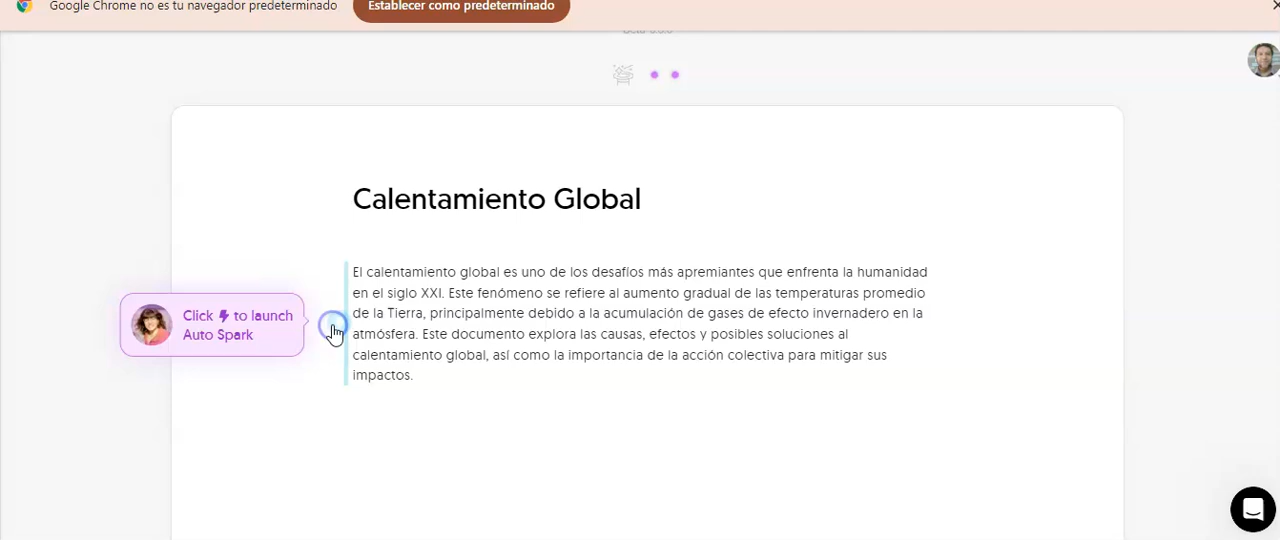 Google Chrome no es tu navegador predeterminado
Establecer como predeterminado
Calentamiento Global
El calentamiento global es uno de los desafíos más apremiantes que enfrenta la humanidad
en el siglo XXI. Este fenómeno se refiere al aumento gradual de las temperaturas promedio
de la Tierra, principalmente debido a la acumulación de gases de efecto invernadero en la
atmósfera. Este documento explora las causas, efectos y posibles soluciones al
calentamiento global, así como la importancia de la acción colectiva para mitigar sus
impactos.
Click to launch
Auto Spark